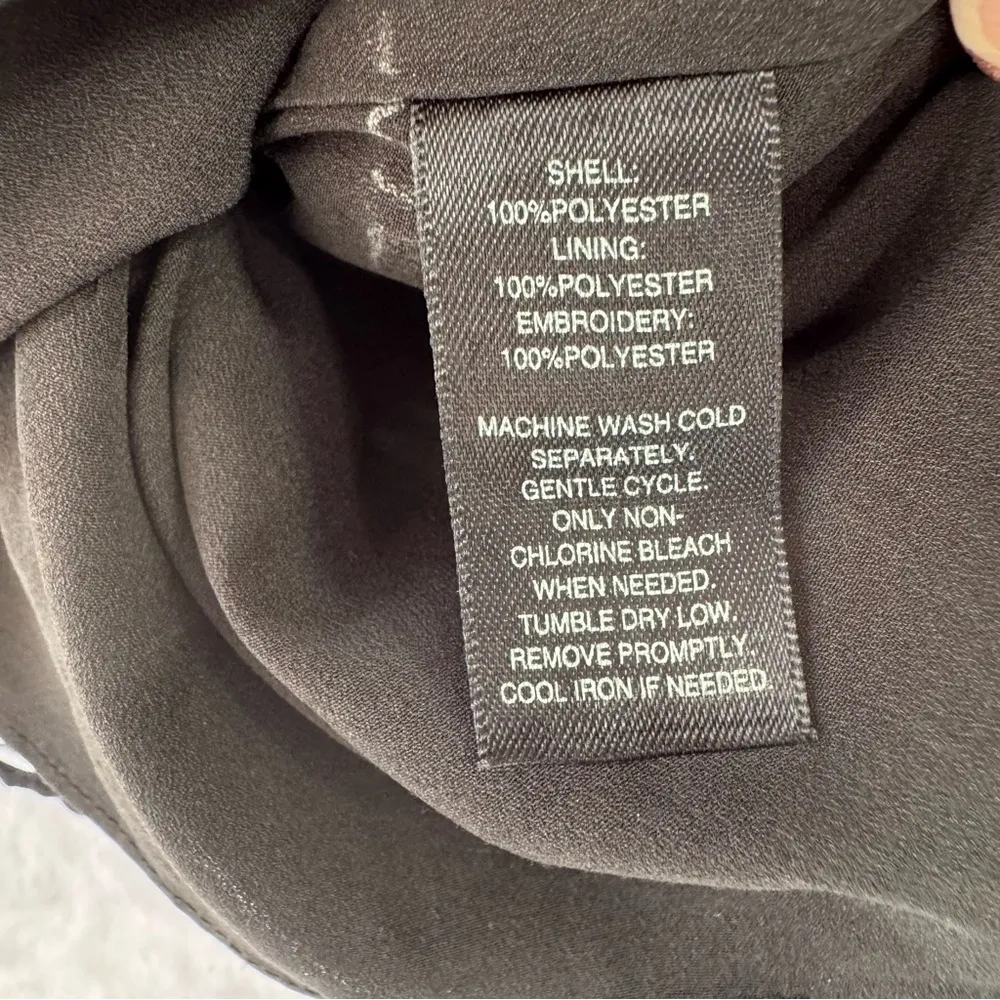 SHELL:
100%POLYESTER
LINING:
100%POLYESTER
EMBROIDERY:
100%POLYESTER
MACHINE WASH COLD
SEPARATELY.
GENTLE CYCLE.
ONLY NON-
CHLORINE BLEACH
WHEN NEEDED.
TUMBLE DRY LOW.
REMOVE PROMPTLY.
COOL IRON IF NEEDED